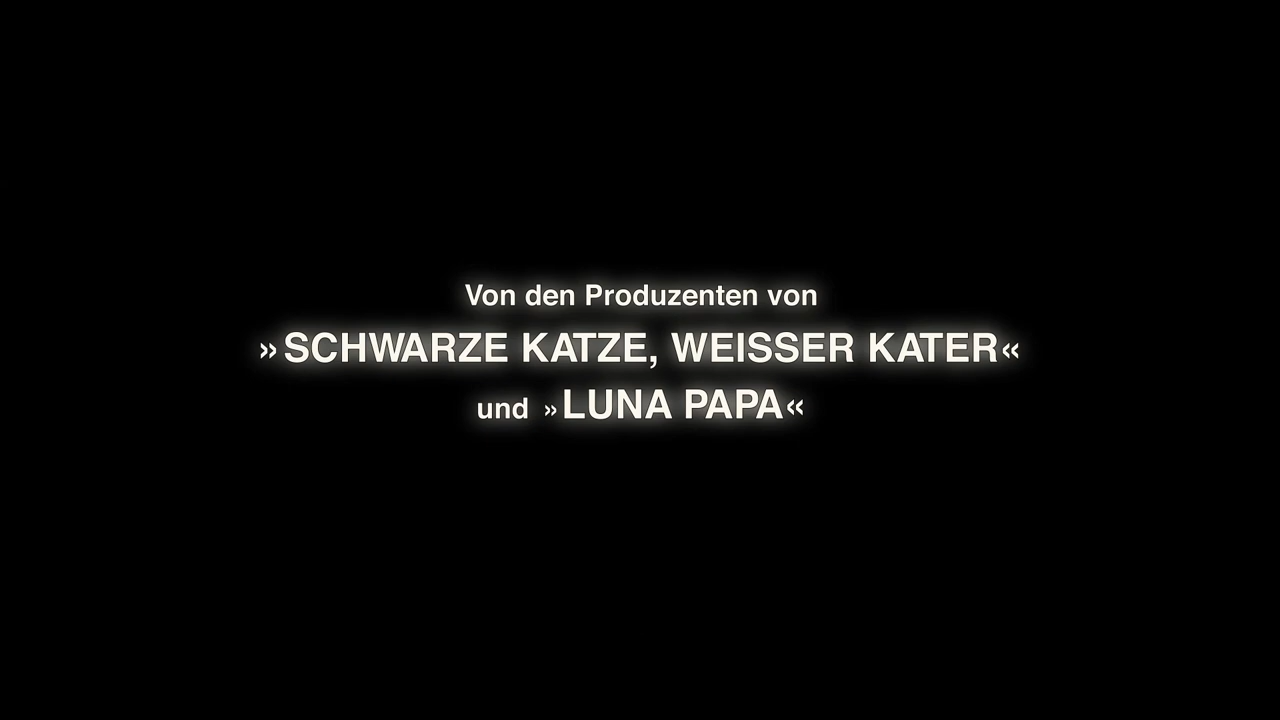 Von den Produzenten von
»SCHWARZE KATZE, WEISSER KATER«
und »LUNA PAPA«